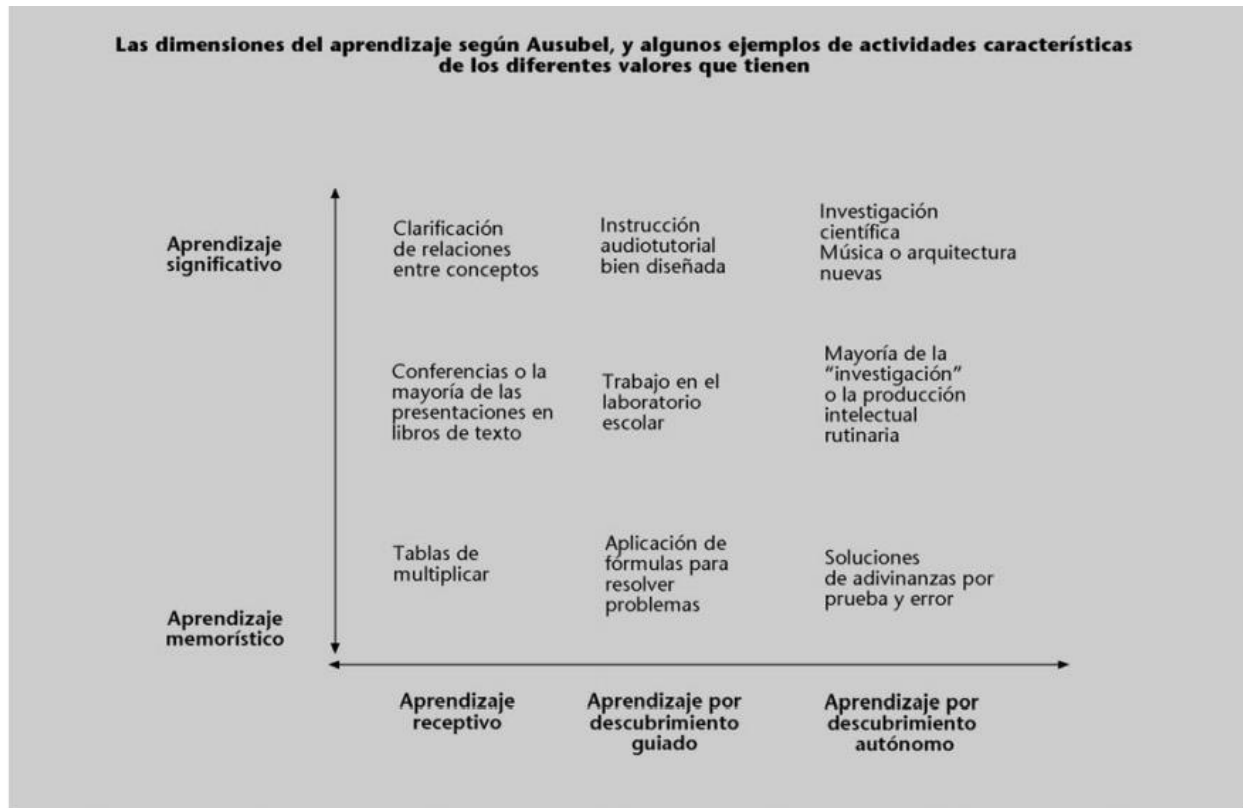 Las dimensiones del aprendizaje según Ausubel, y algunos ejemplos de actividades características
de los diferentes valores que tienen
Aprendizaje
significativo
Clarificación
de relaciones
entre conceptos
Instrucción
audiotutorial
bien diseñada
Investigación
científica
Música o arquitectura
nuevas
Conferencias o la
mayoría de las
presentaciones en
libros de texto
Trabajo en el
laboratorio
escolar
Mayoría de la
“investigación”
o la producción
intelectual
rutinaria
Tablas de
multiplicar
Aplicación de
fórmulas para
resolver
problemas
Soluciones
de adivinanzas por
prueba y error
Aprendizaje
memorístico
Aprendizaje
receptivo
Aprendizaje por
descubrimiento
guiado
Aprendizaje por
descubrimiento
autónomo